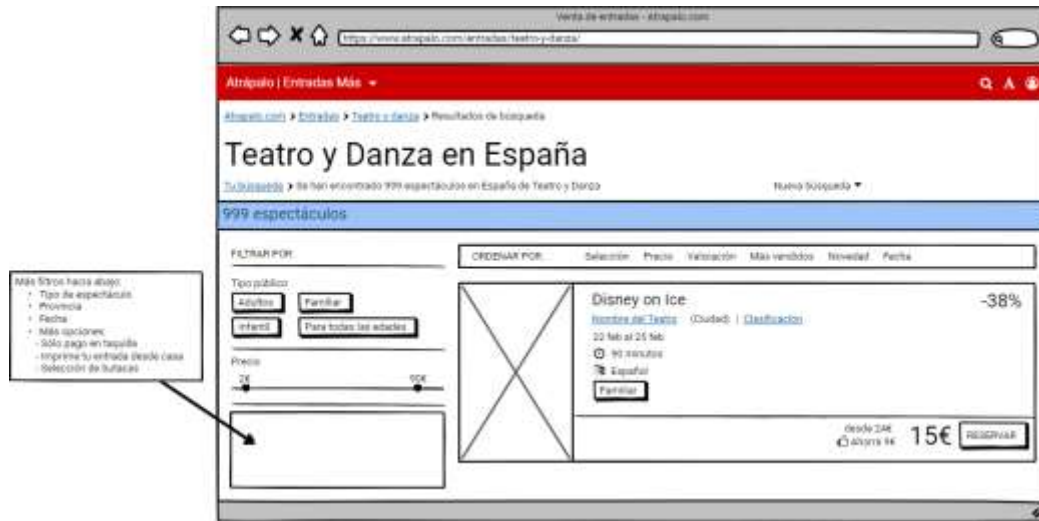 Venta de entradas - atrapalo.com
https://www.atrapalo.com/entradas/teatro-y-danza/
Atrápalo | Entradas Más
Atrapalo.com > Entradas > Teatro y danza > Resultados de búsqueda
Teatro y Danza en España
Tu búsqueda > Se han encontrado 999 espectáculos en España de Teatro y Danza
Nueva búsqueda
999 espectáculos
FILTRAR POR
Tipo público
Adultos
Familiar
Infantil
Para todas las edades
Precio
2€
90€
ORDENAR POR
Selección Precio Valoración Más vendidos Novedad Fecha
Disney on Ice
-38%
Nombre del Teatro (Ciudad) | Clasificación
22 feb al 25 feb
90 minutos
Español
Familiar
desde 24€
Ahorra 9€
15€
RESERVAR
Más filtros hacia abajo:
• Tipo de espectáculo
• Provincia
• Fecha
• Más opciones:
- Sólo pago en taquilla
- Imprime tu entrada desde casa
- Selección de butacas